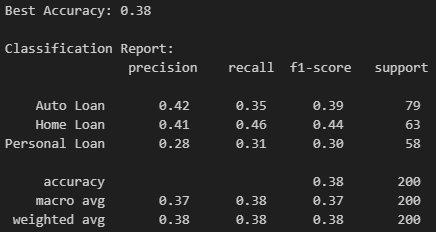 Best Accuracy: 0.38
Classification Report:
precision recall f1-score support
Auto Loan 0.42 0.35 0.39 79
Home Loan 0.41 0.46 0.44 63
Personal Loan 0.28 0.31 0.30 58
accuracy 0.38 200
macro avg 0.37 0.38 0.37 200
weighted avg 0.38 0.38 0.38 200